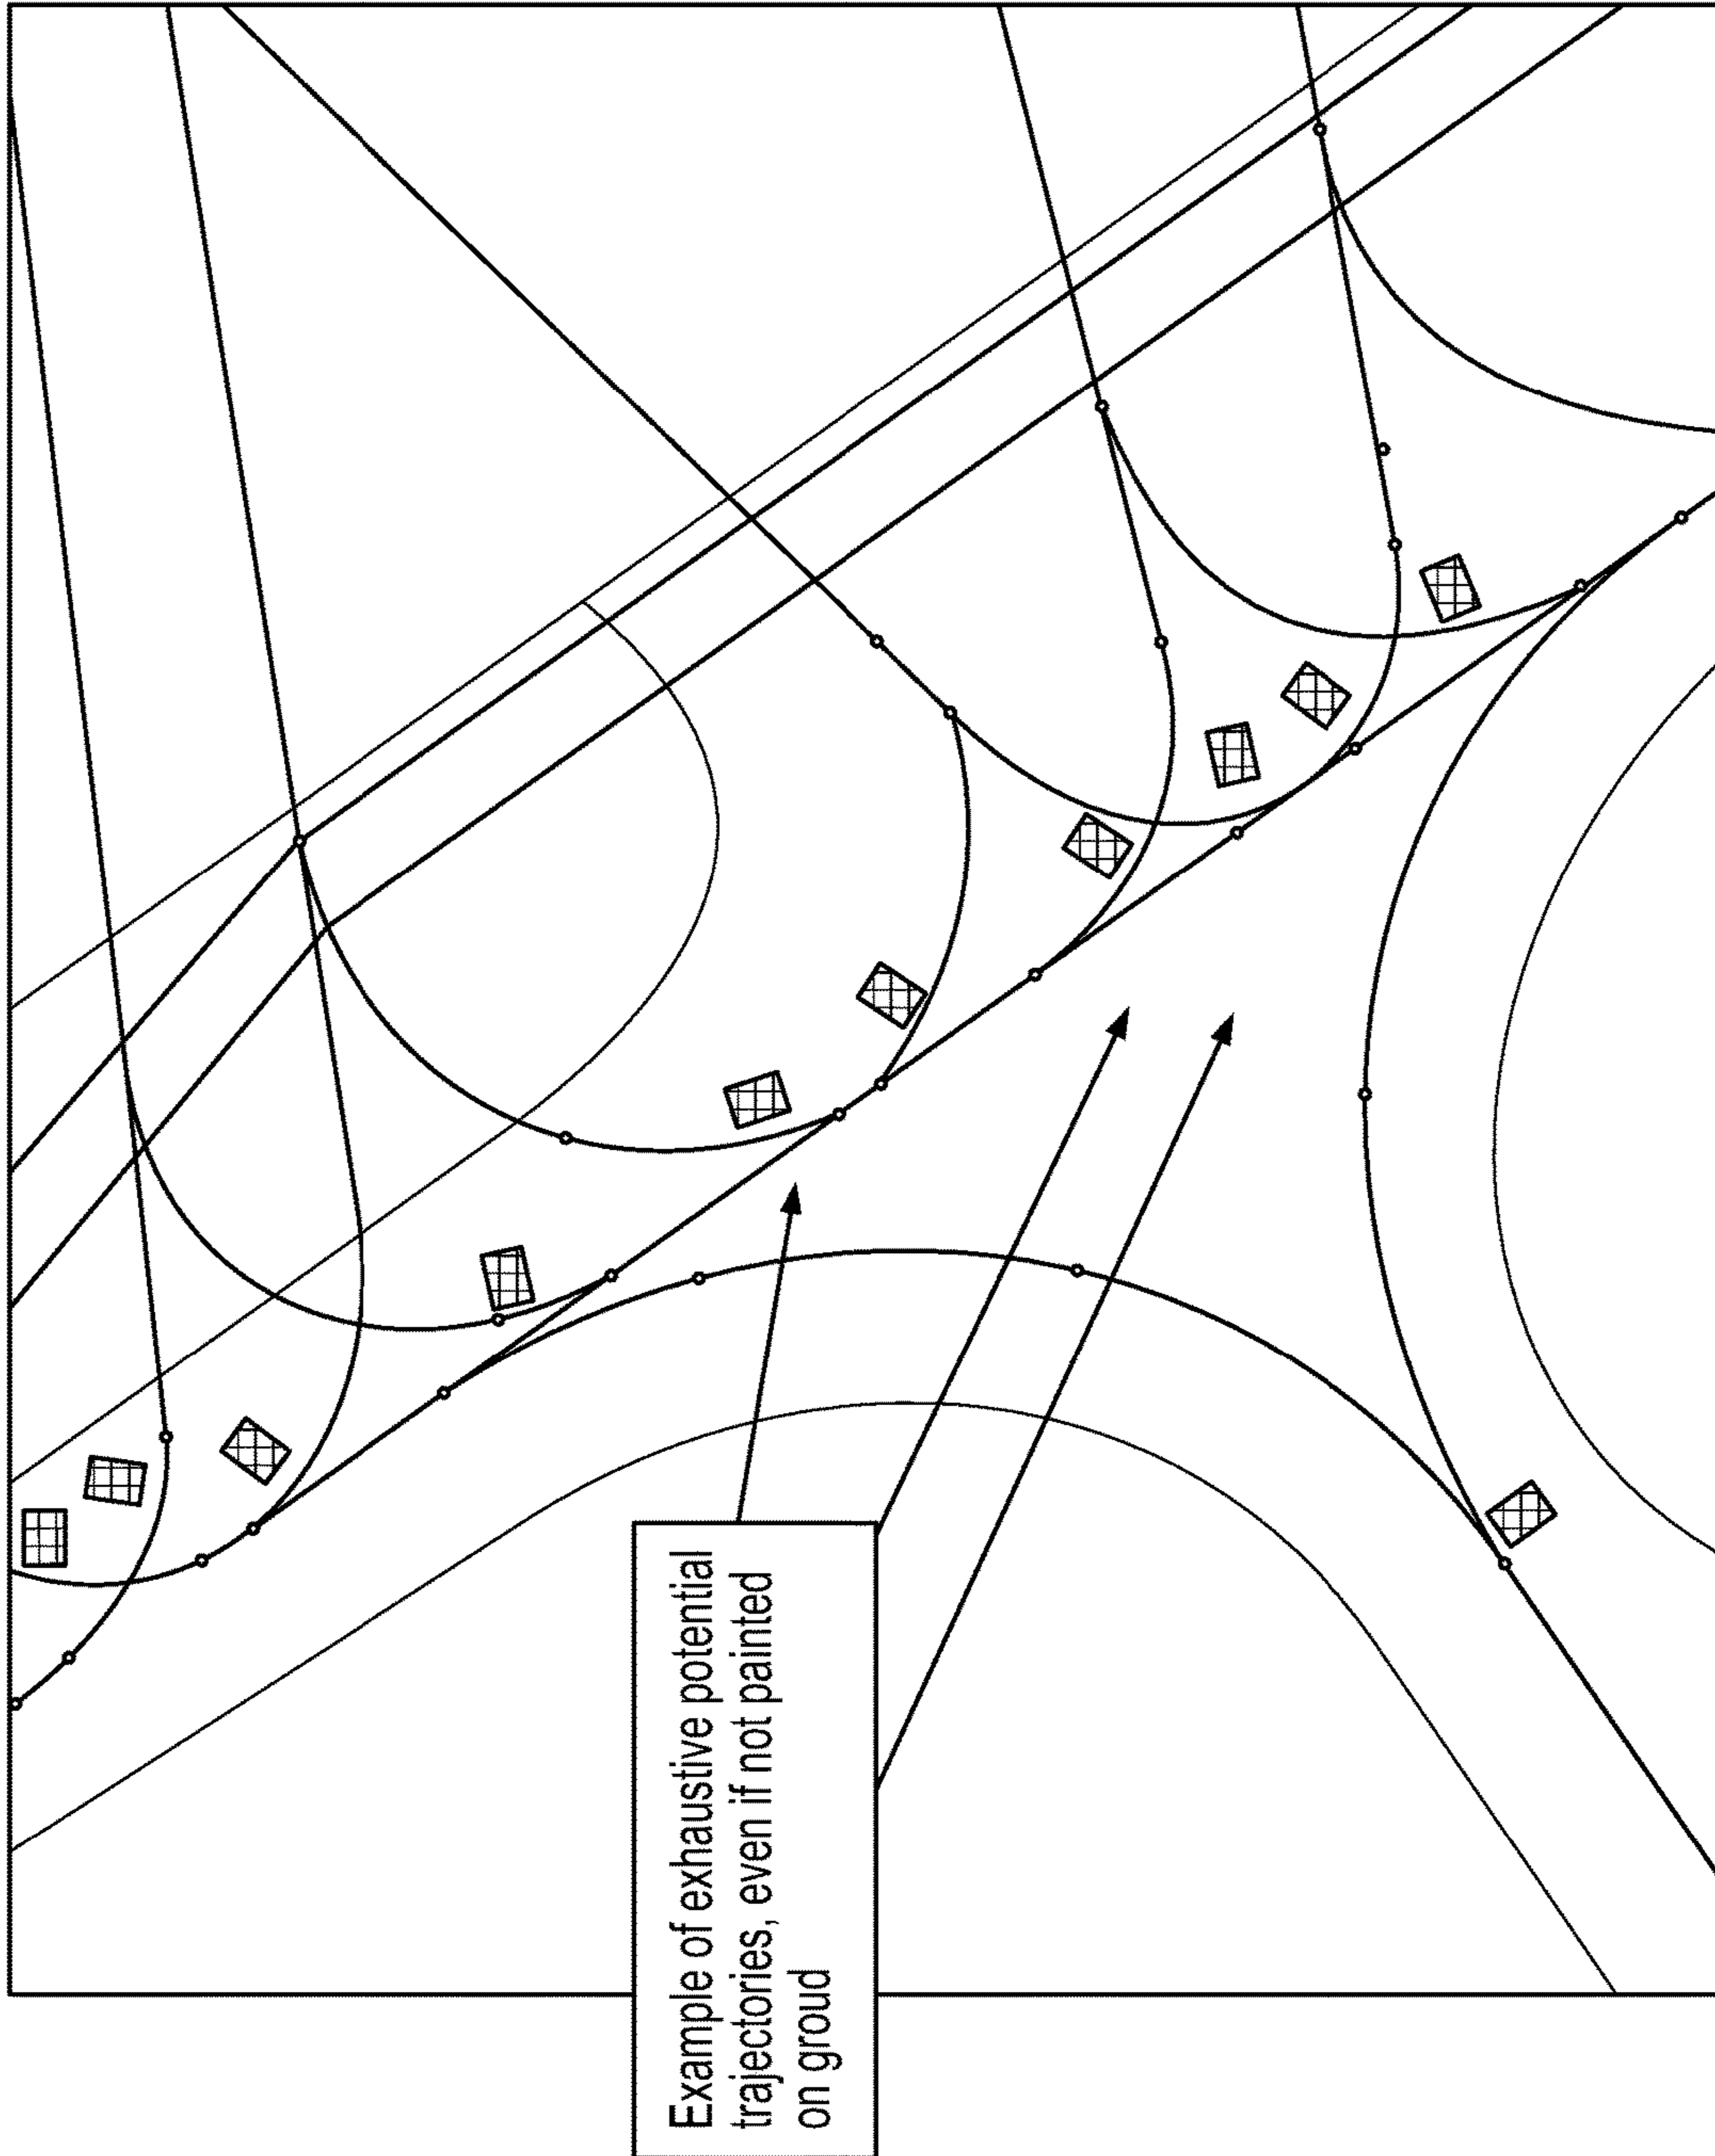 Example of exhaustive potential
trajectories, even if not painted
on groud